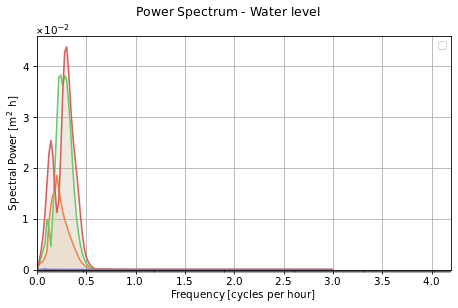 Power Spectrum - Water level
×10⁻²
4
3
2
1
0
0.0 0.5 1.0 1.5 2.0 2.5 3.0 3.5 4.0
Spectral Power [m² h]
Frequency [cycles per hour]